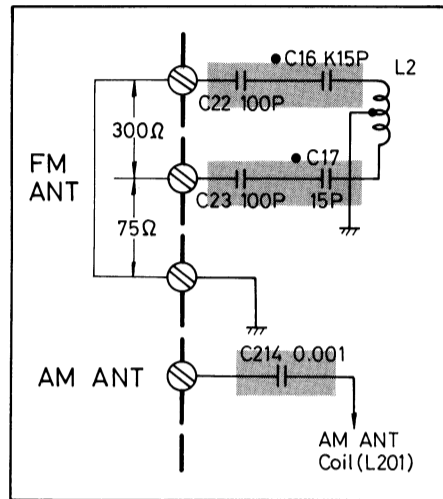 ● C16 K15P
L2
C22 100P
300Ω
● C17
FM
ANT
C23 100P
15P
75Ω
C214 0.001
AM ANT
AM ANT
Coil (L201)